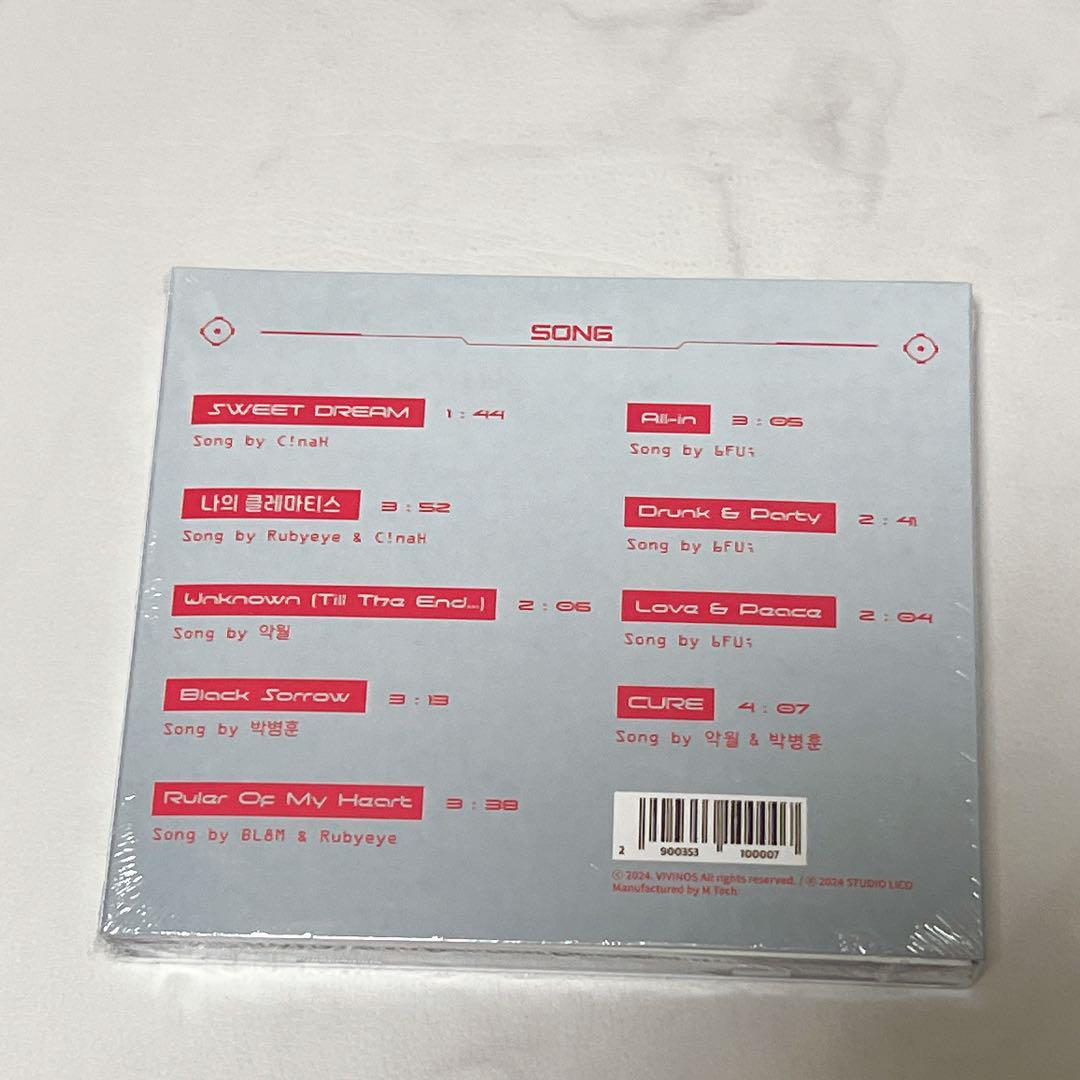 SONG
SWEET DREAM 1:44
Song by C!naH
나의 클레마티스 3:52
Song by Rubyeye & C!naH
Unknown (Till The End...) 2:06
Song by 악월
Black Sorrow 3:13
Song by 박병훈
Ruler Of My Heart 3:38
Song by BL8M & Rubyeye
All-in 3:05
Song by bFU;
Drunk & Party 2:41
Song by bFU;
Love & Peace 2:04
Song by bFU;
CURE 4:07
Song by 악월 & 박병훈
2 900353 100007
ⓒ 2024. VIVINOS All rights reserved. / ℗ 2024 STUDIO LICO
Manufactured by M Tech